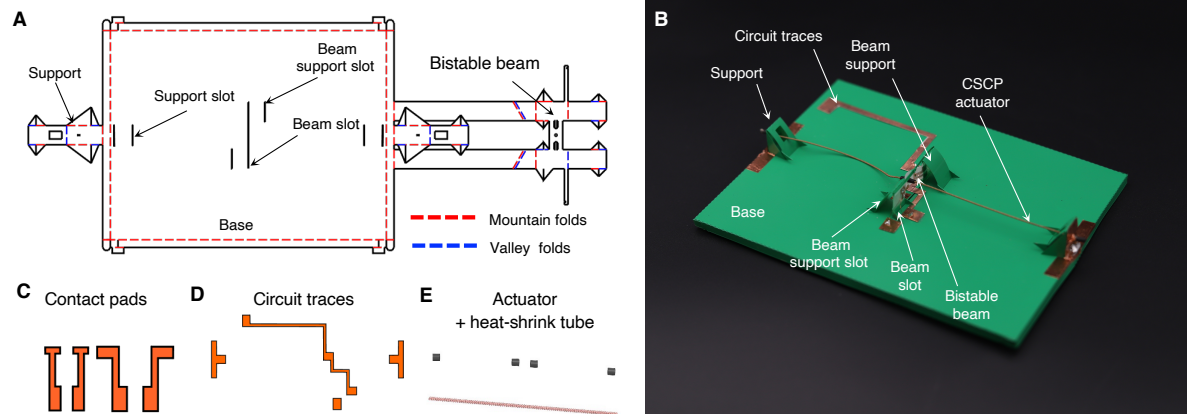 A
Support
Support slot
Beam
support slot
Beam slot
Bistable beam
Base
Mountain folds
Valley folds
B
Circuit traces
Support
Beam
support
CSCP
actuator
Base
Beam
support slot
Beam
slot
Bistable
beam
C
Contact pads
D
Circuit traces
E
Actuator
+ heat-shrink tube